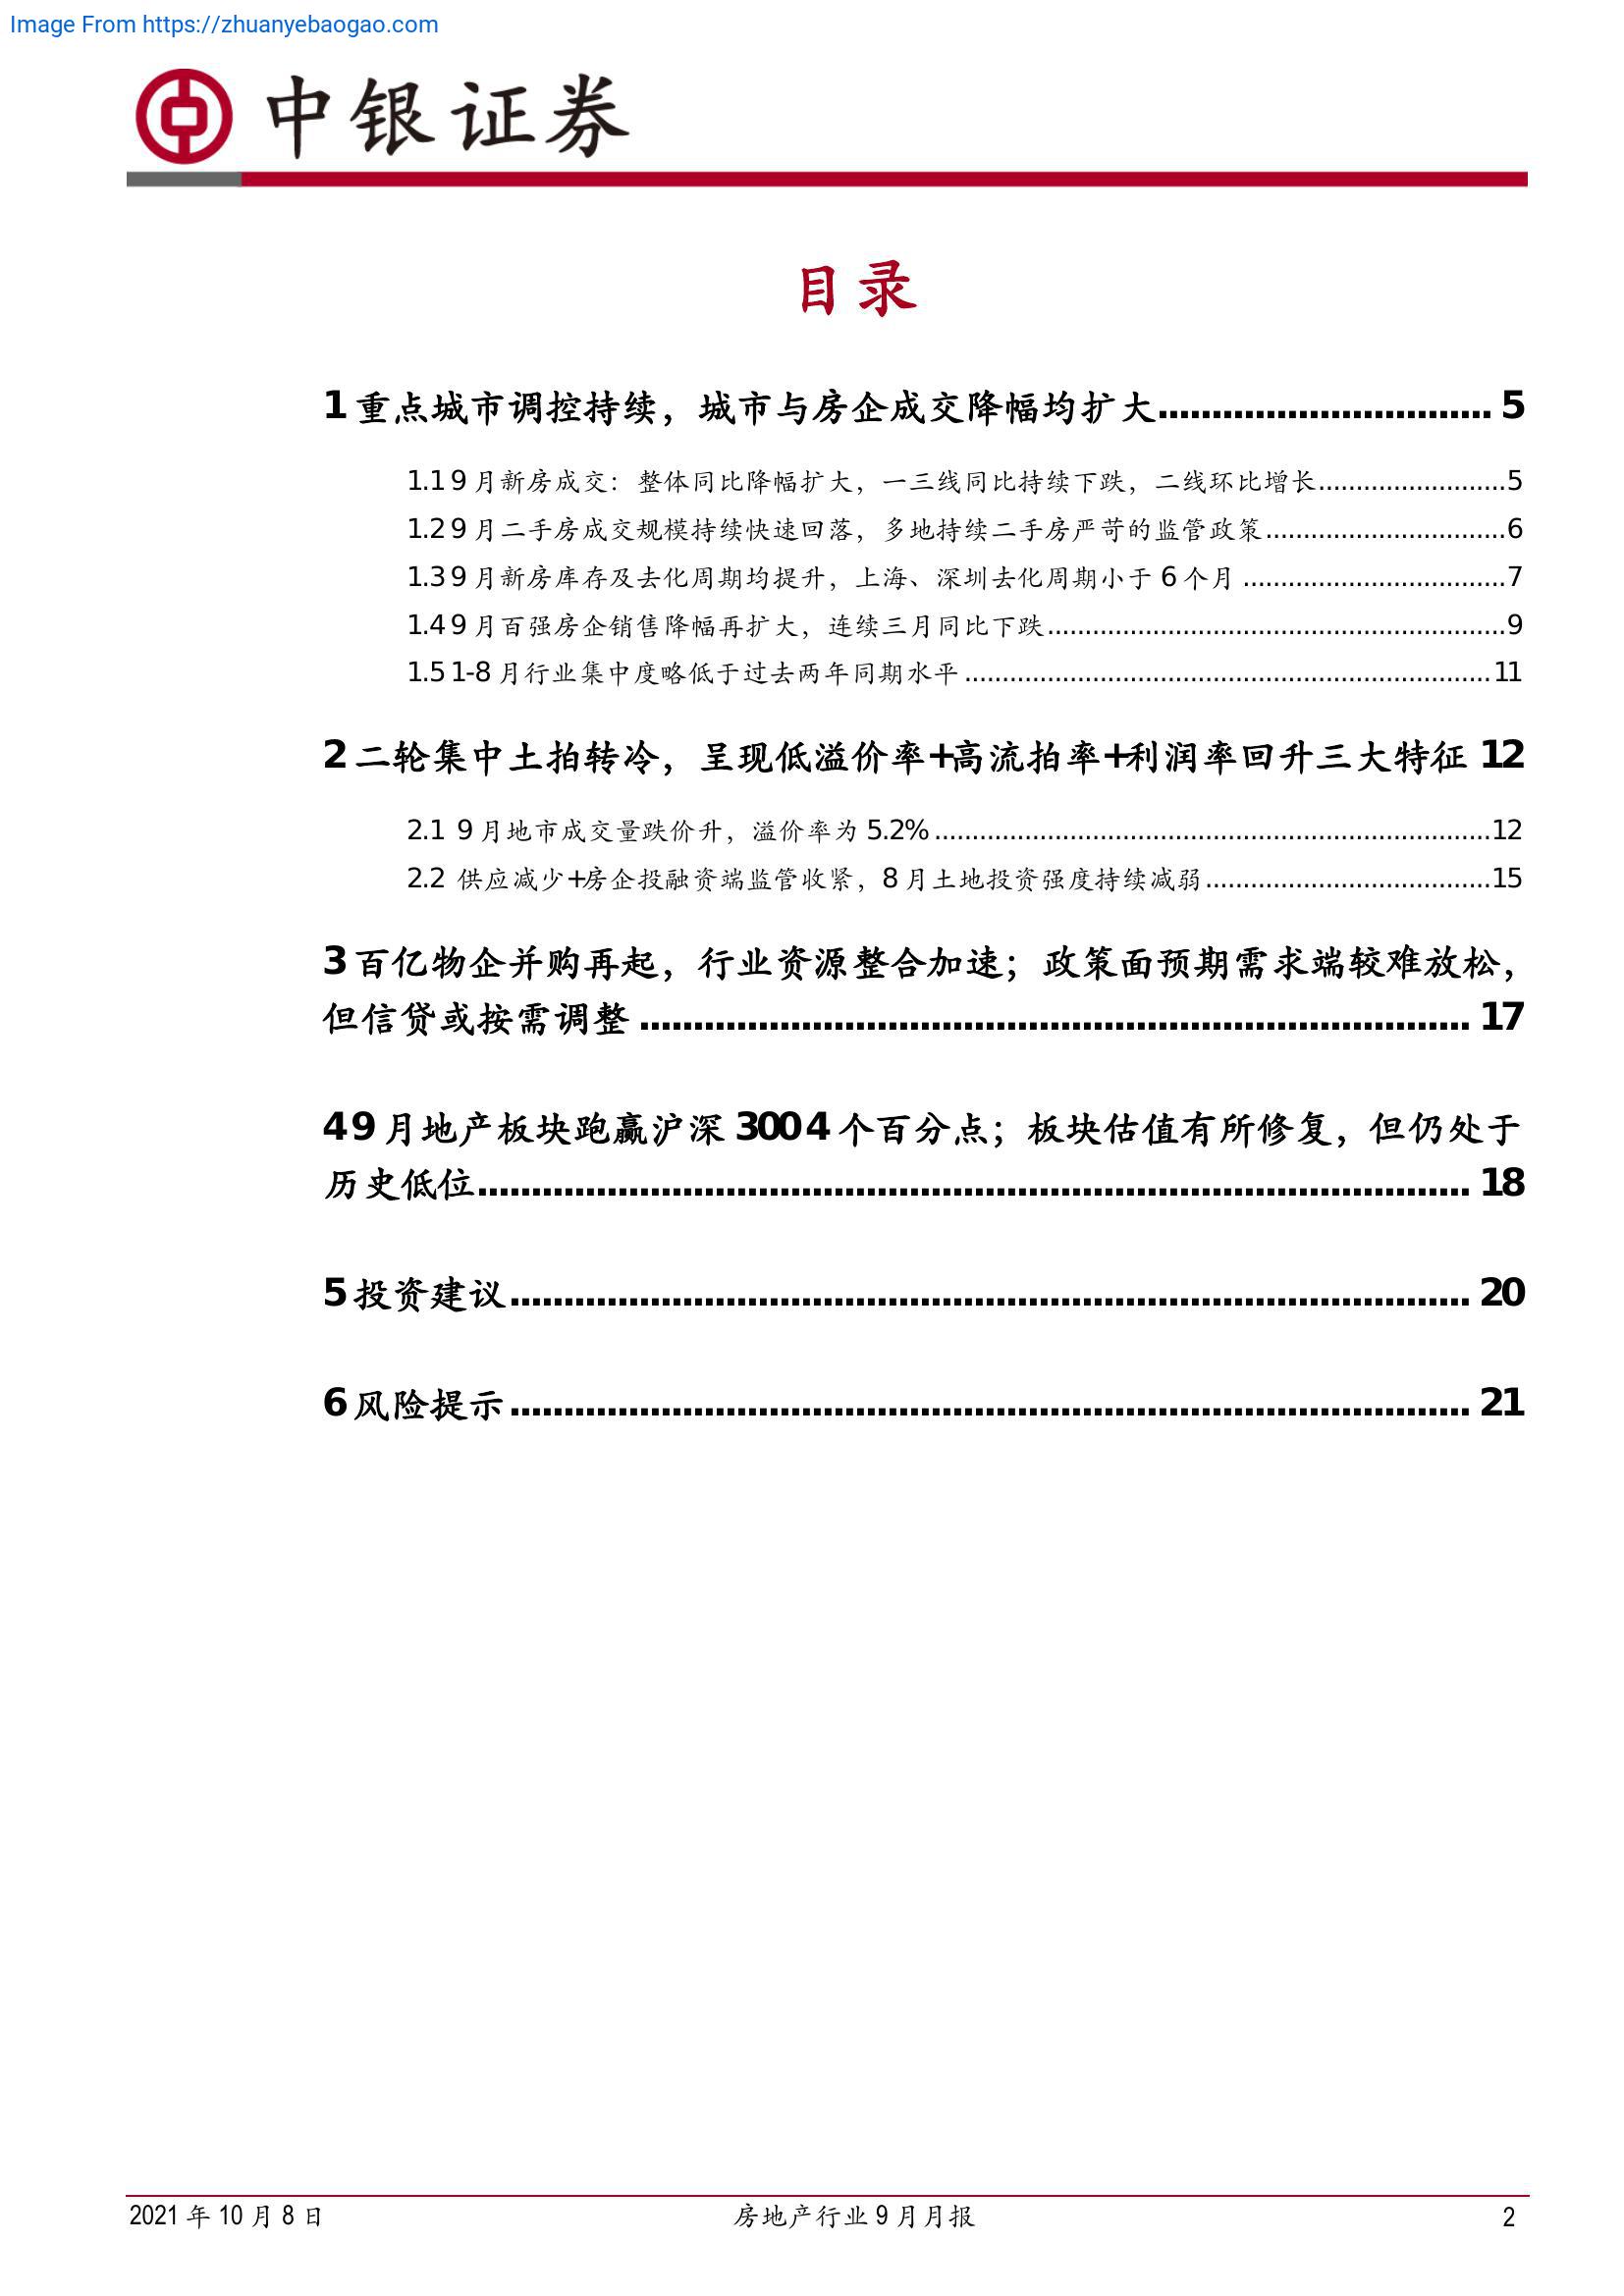 Image From https://zhuanyebaogao.com
中银证券
目录
1 重点城市调控持续，城市与房企成交降幅均扩大.............................. 5
1.1 9 月新房成交：整体同比降幅扩大，一三线同比持续下跌，二线环比增长.........................5
1.2 9 月二手房成交规模持续快速回落，多地持续二手房严苛的监管政策................................6
1.3 9 月新房库存及去化周期均提升，上海、深圳去化周期小于 6 个月 ...................................7
1.4 9 月百强房企销售降幅再扩大，连续三月同比下跌.............................................................9
1.5 1-8 月行业集中度略低于过去两年同期水平 ......................................................................11
2 二轮集中土拍转冷，呈现低溢价率+高流拍率+利润率回升三大特征 12
2.1 9 月地市成交量跌价升，溢价率为 5.2%..........................................................................12
2.2 供应减少+房企投融资端监管收紧，8 月土地投资强度持续减弱......................................15
3 百亿物企并购再起，行业资源整合加速；政策面预期需求端较难放松，
但信贷或按需调整 ........................................................................... 17
4 9 月地产板块跑赢沪深 300 4 个百分点；板块估值有所修复，但仍处于
历史低位.......................................................................................... 18
5 投资建议....................................................................................... 20
6 风险提示....................................................................................... 21
2021 年 10 月 8 日
房地产行业 9 月月报
2